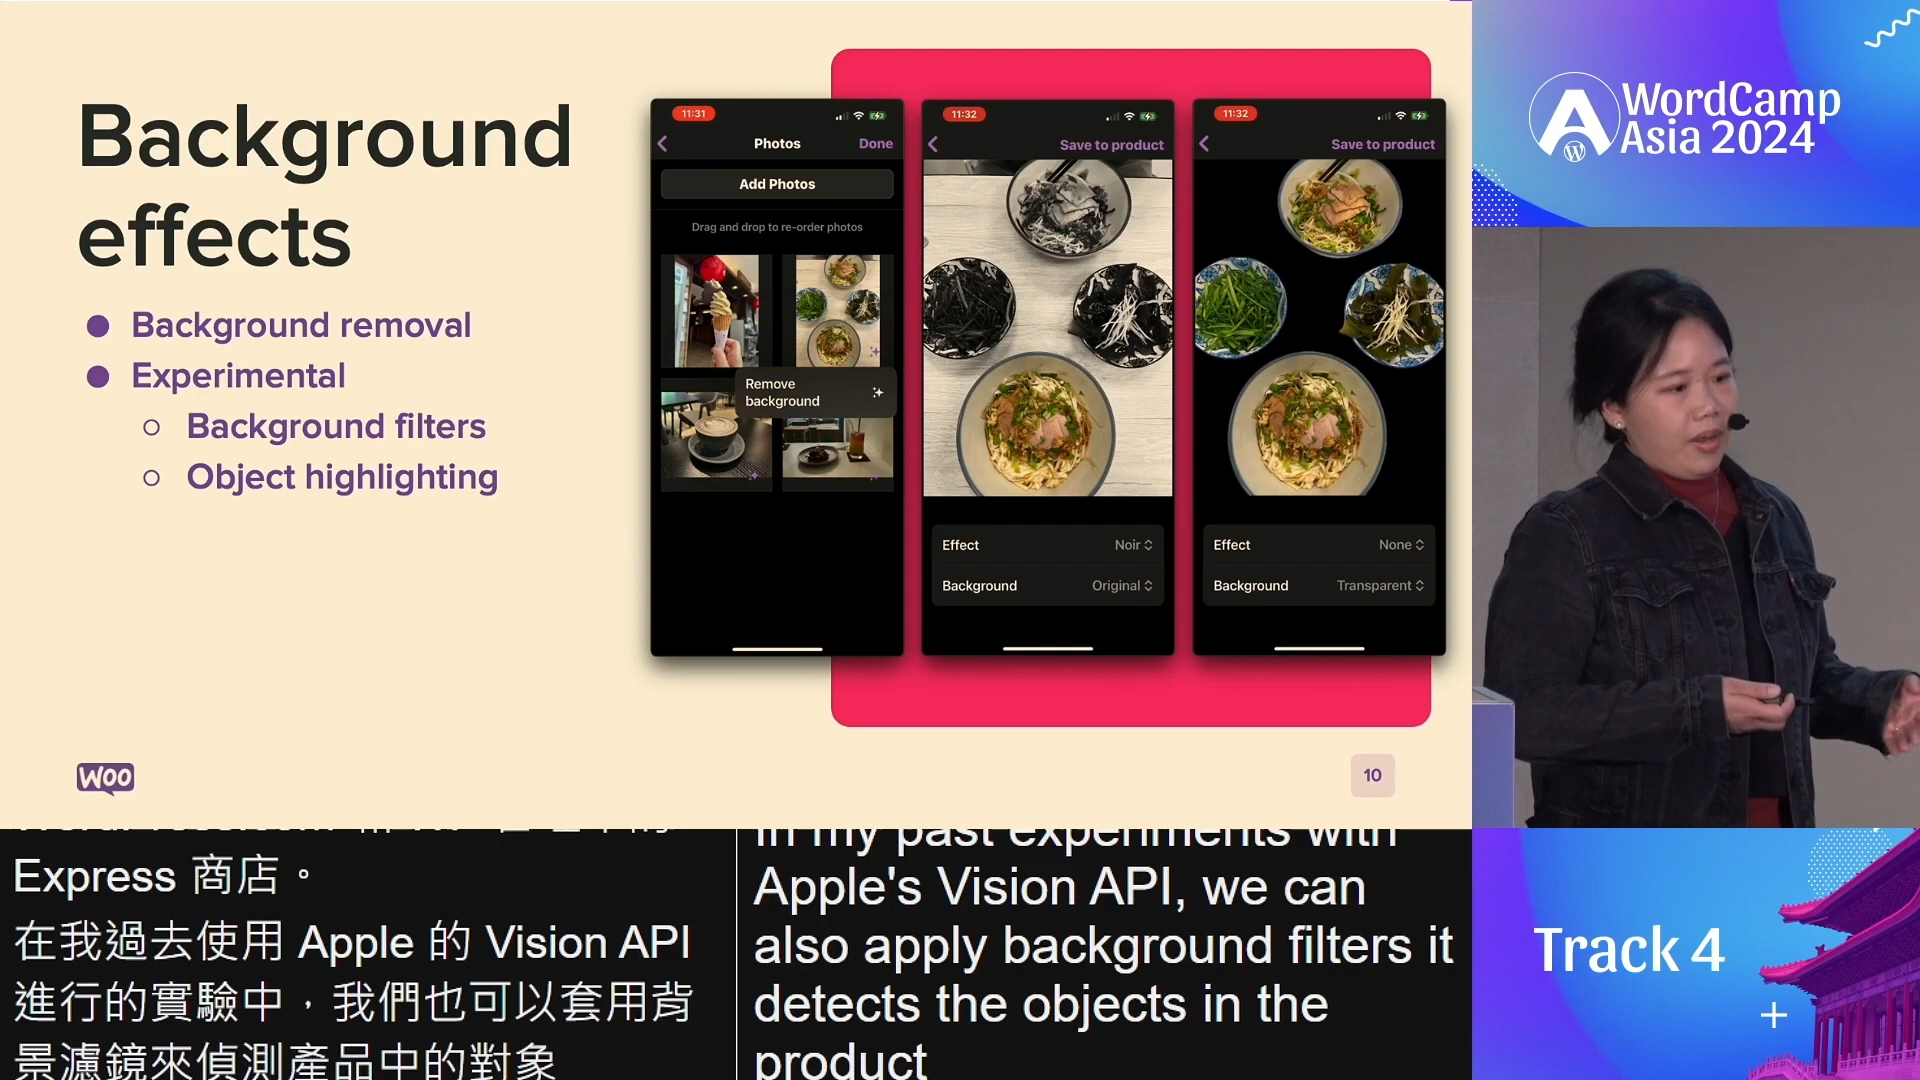 Background
effects
Background removal
Experimental
Background filters
Object highlighting
11:31
Photos
Done
Add Photos
Drag and drop to re-order photos
Remove
background
11:32
Save to product
Effect
Noir
Background
Original
11:32
Save to product
Effect
None
Background
Transparent
Woo
10
WordCamp
Asia 2024
Express 商店。
在我過去使用 Apple 的 Vision API
進行的實驗中，我們也可以套用背
景濾鏡來偵測產品中的對象
In my past experiments with
Apple's Vision API, we can
also apply background filters it
detects the objects in the
product
Track 4